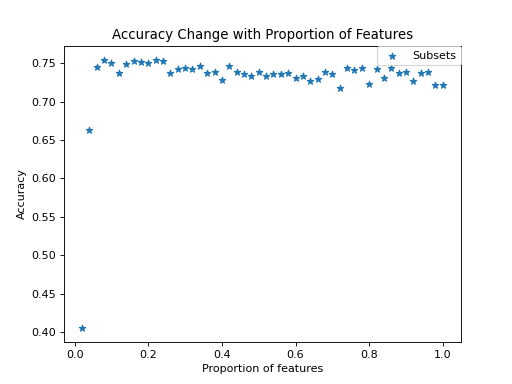 Accuracy Change with Proportion of Features
Subsets
Accuracy
0.75
0.70
0.65
0.60
0.55
0.50
0.45
0.40
0.0 0.2 0.4 0.6 0.8 1.0
Proportion of features